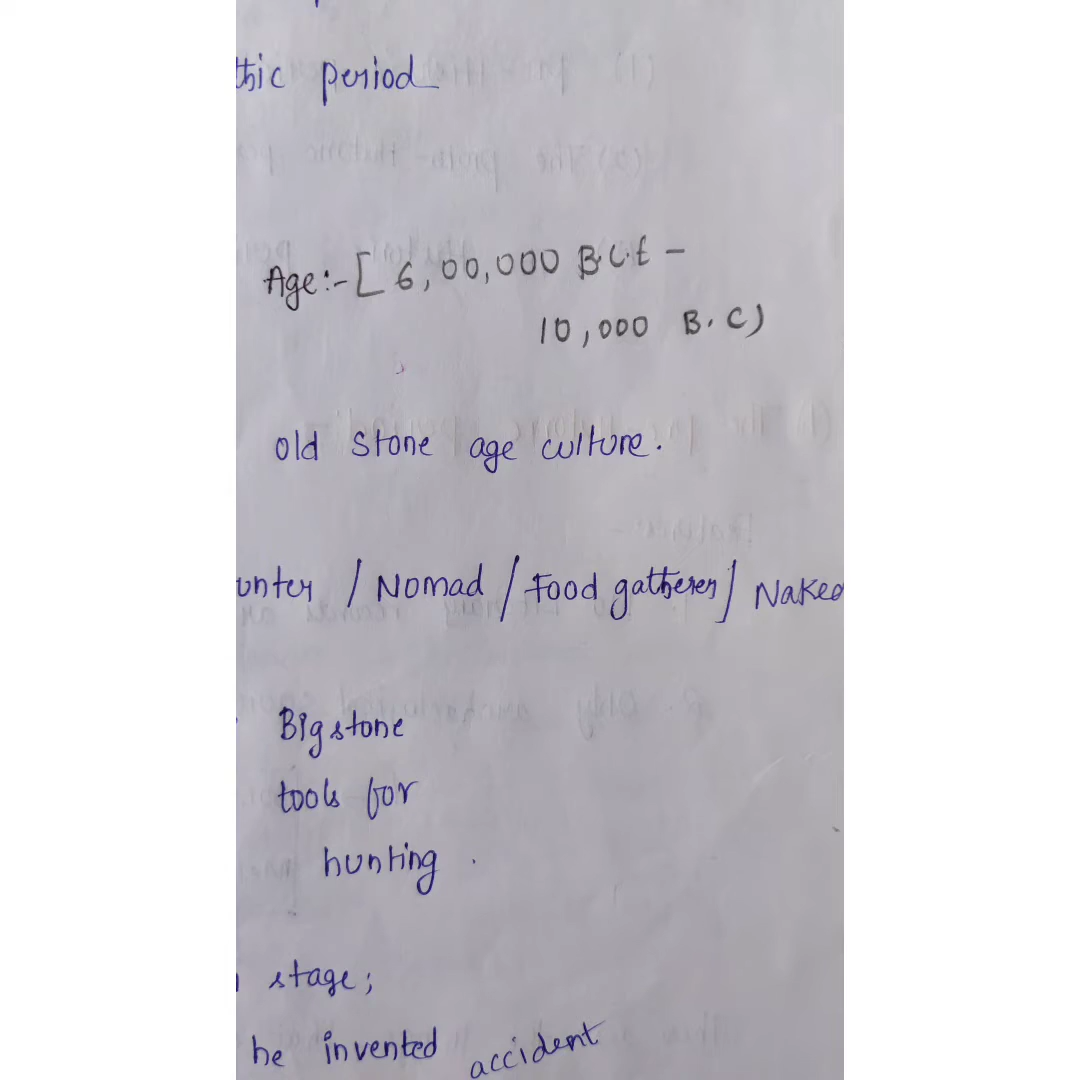 thic period
Age:-[6,00,000 B.C.E -
10,000 B.C)
old stone age culture.
unter / Nomad / Food gatherer / Naked
Big stone
tools for
hunting.
stage;
he invented accident